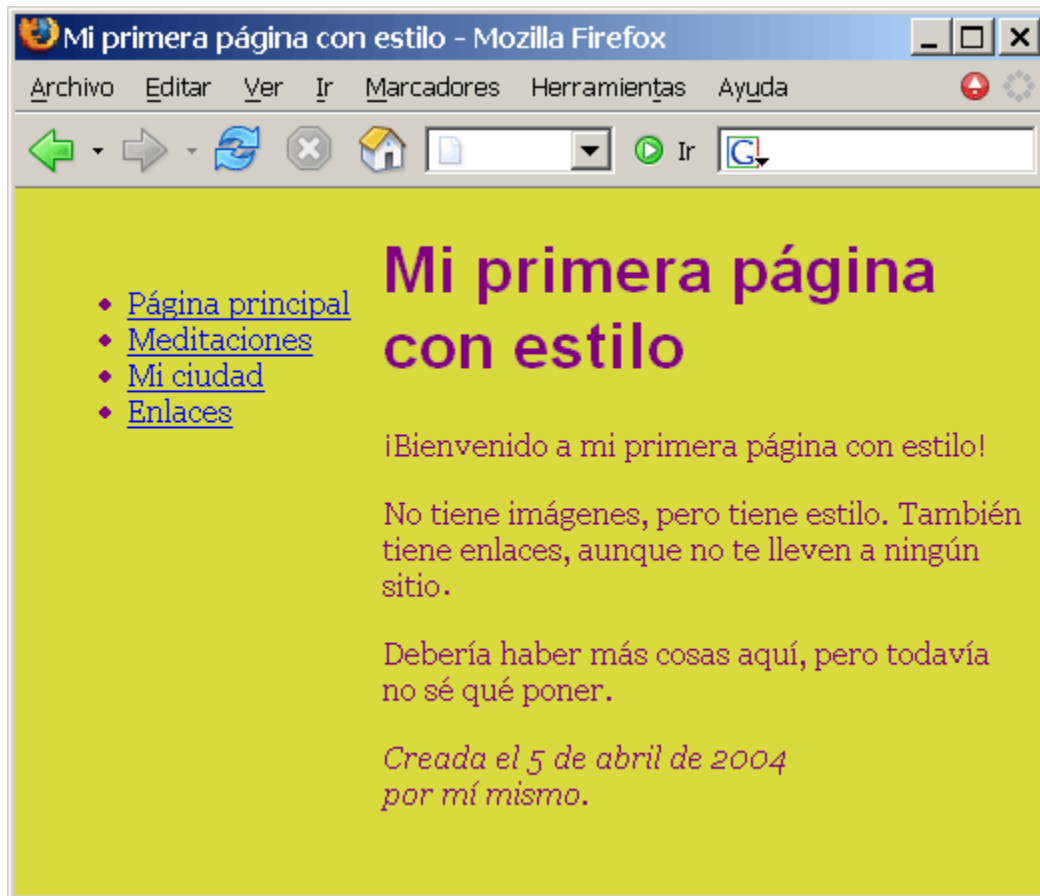 Mi primera página con estilo - Mozilla Firefox
Archivo Editar Ver Ir Marcadores Herramientas Ayuda
Ir G
Mi primera página
con estilo
Página principal
Meditaciones
Mi ciudad
Enlaces
¡Bienvenido a mi primera página con estilo!
No tiene imágenes, pero tiene estilo. También
tiene enlaces, aunque no te lleven a ningún
sitio.
Debería haber más cosas aquí, pero todavía
no sé qué poner.
Creada el 5 de abril de 2004
por mí mismo.